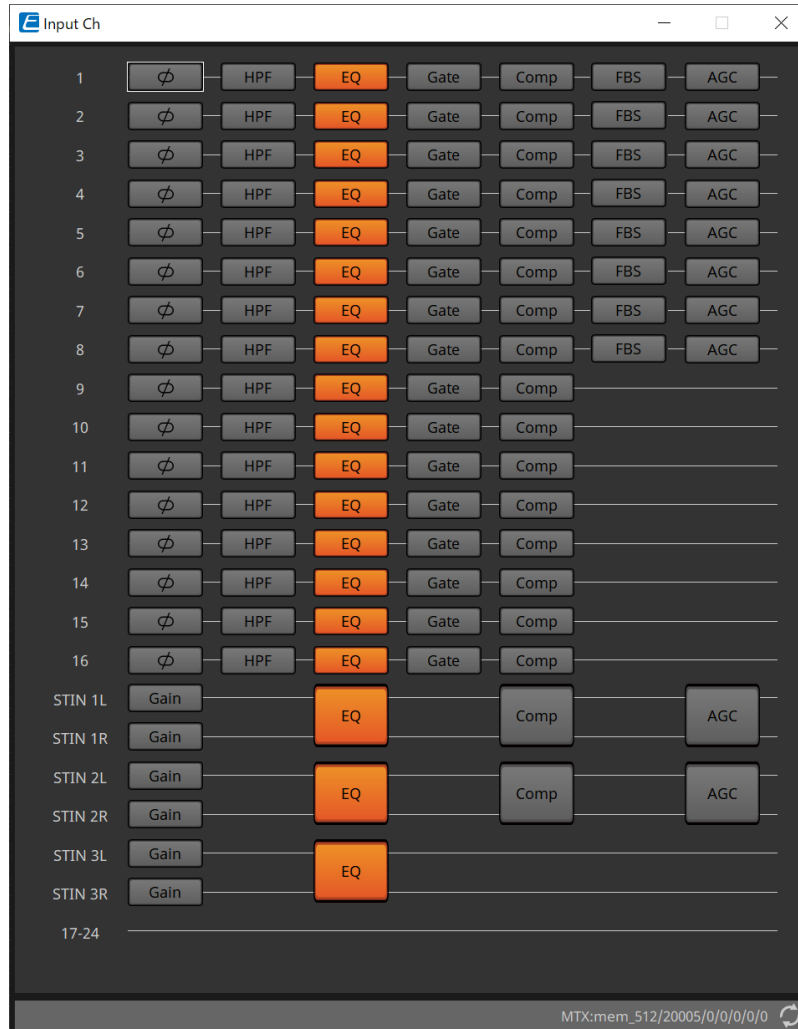 Input Ch
1 ϕ HPF EQ Gate Comp FBS AGC
2 ϕ HPF EQ Gate Comp FBS AGC
3 ϕ HPF EQ Gate Comp FBS AGC
4 ϕ HPF EQ Gate Comp FBS AGC
5 ϕ HPF EQ Gate Comp FBS AGC
6 ϕ HPF EQ Gate Comp FBS AGC
7 ϕ HPF EQ Gate Comp FBS AGC
8 ϕ HPF EQ Gate Comp FBS AGC
9 ϕ HPF EQ Gate Comp
10 ϕ HPF EQ Gate Comp
11 ϕ HPF EQ Gate Comp
12 ϕ HPF EQ Gate Comp
13 ϕ HPF EQ Gate Comp
14 ϕ HPF EQ Gate Comp
15 ϕ HPF EQ Gate Comp
16 ϕ HPF EQ Gate Comp
STIN 1L Gain
EQ Comp AGC
STIN 1R Gain
STIN 2L Gain
EQ Comp AGC
STIN 2R Gain
STIN 3L Gain
EQ
STIN 3R Gain
17-24
MTX:mem_512/20005/0/0/0/0/0